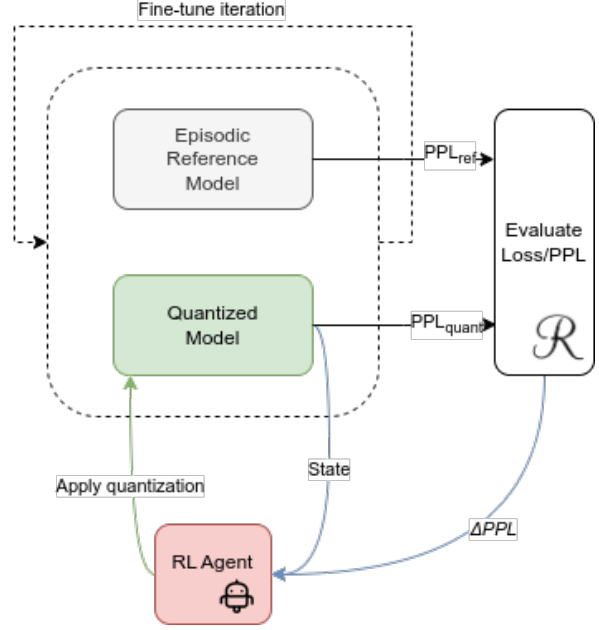 Fine-tune iteration
Episodic
Reference
Model
PPLref
Evaluate
Loss/PPL
Quantized
Model
PPLquant
R
State
Apply quantization
ΔPPL
RL Agent